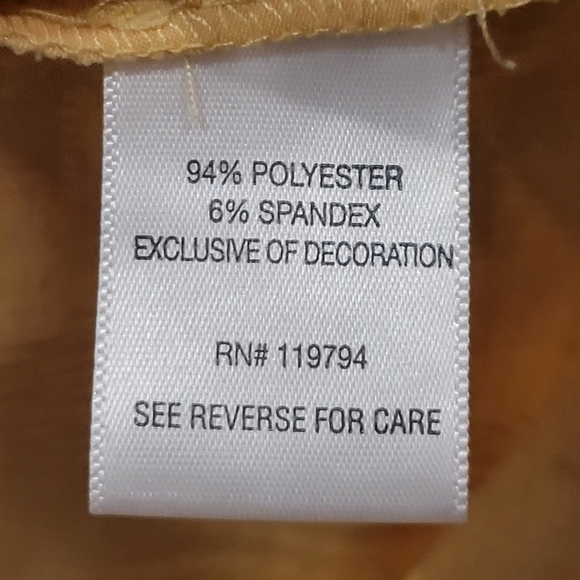 94% POLYESTER
6% SPANDEX
EXCLUSIVE OF DECORATION
RN# 119794
SEE REVERSE FOR CARE